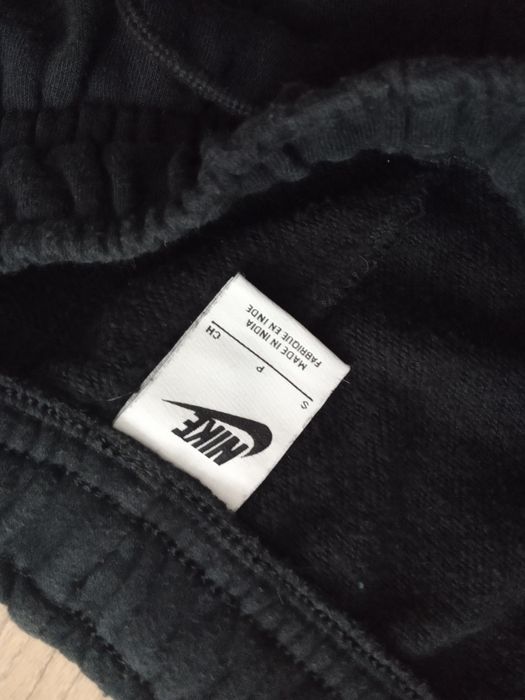 NIKE
S P CH
MADE IN INDIA
FABRIQUE EN INDE